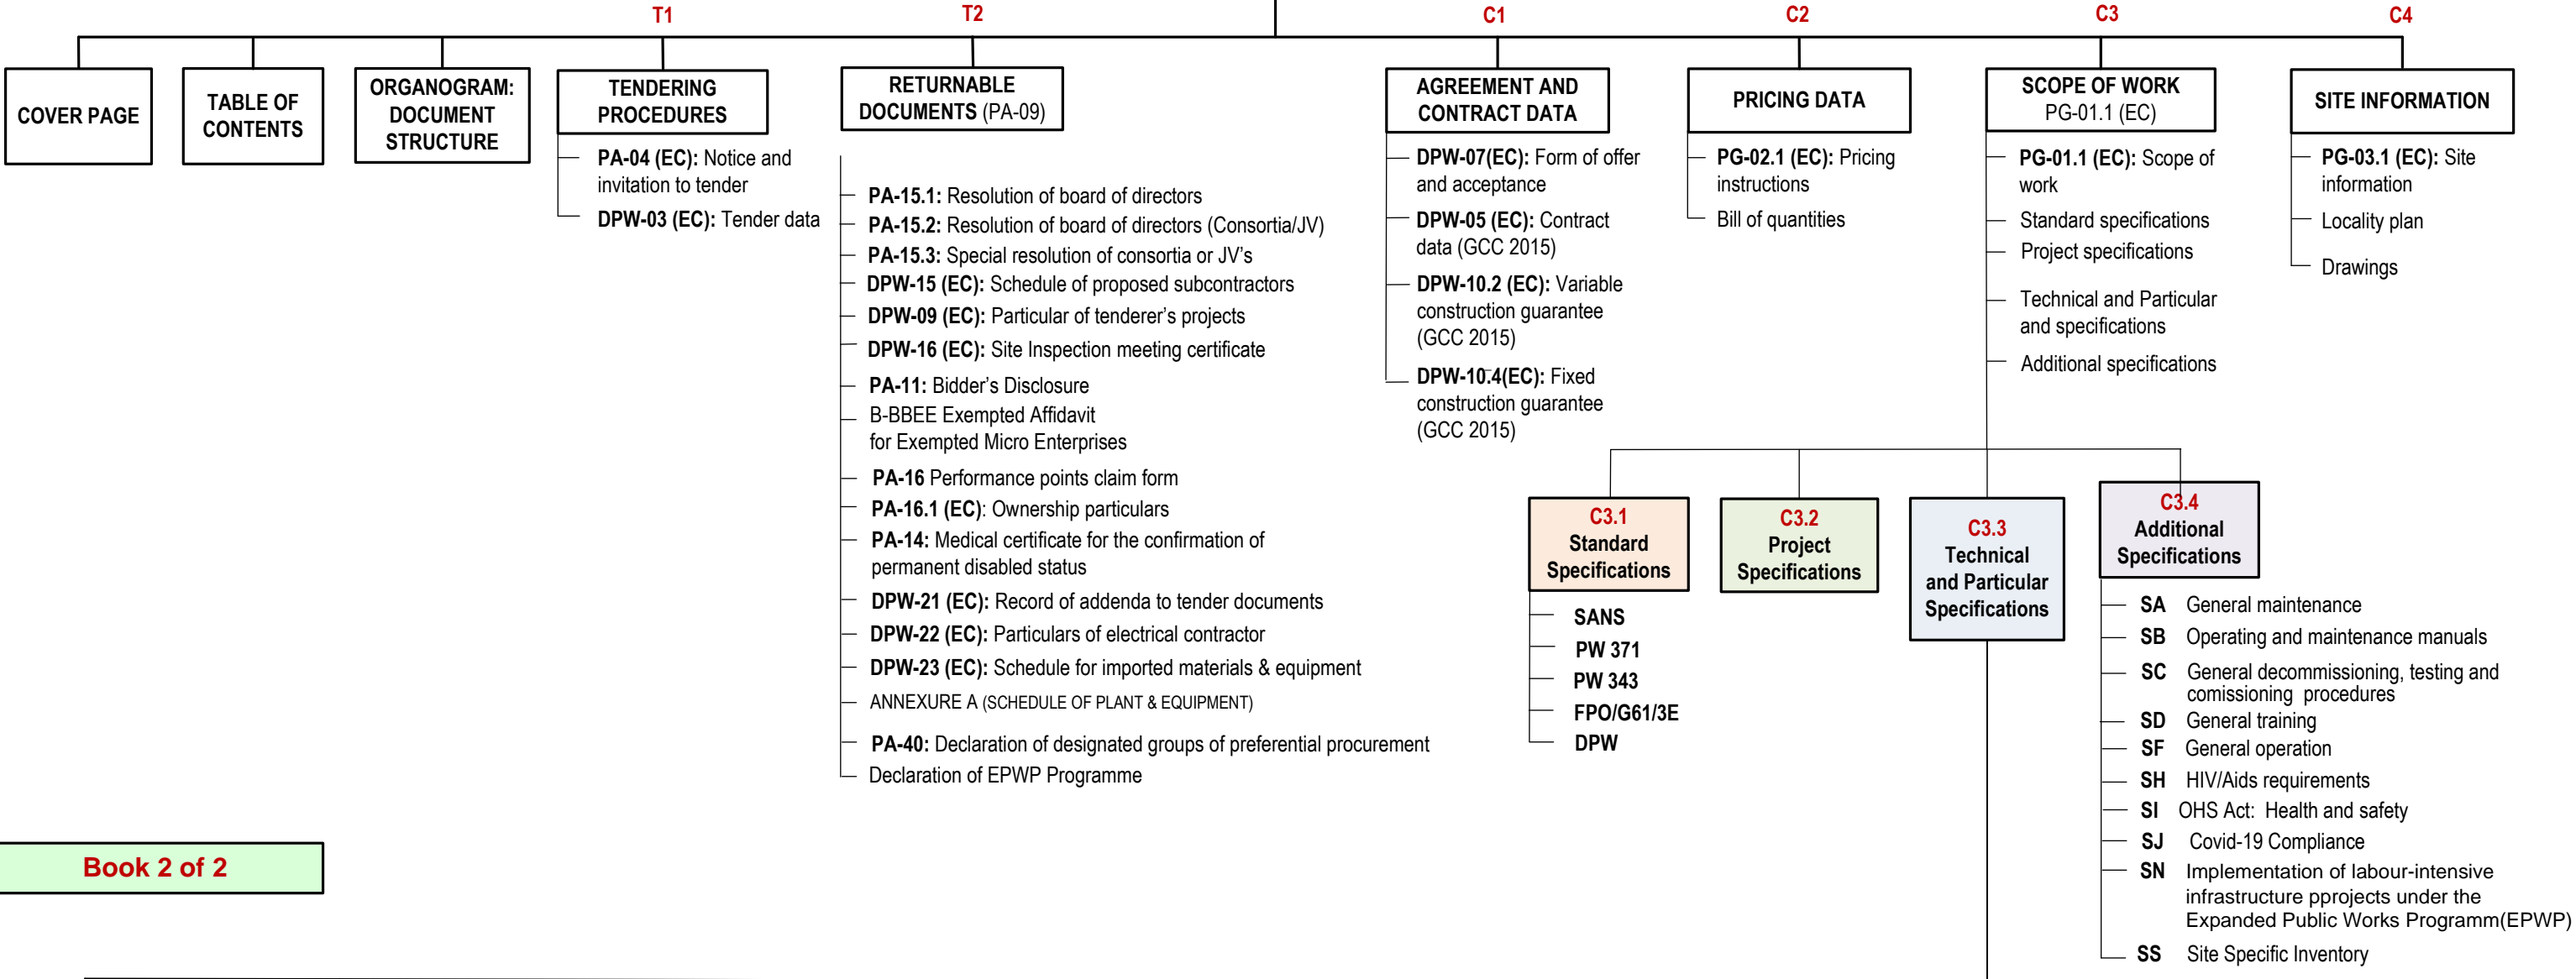 T1
T2
C1
C2
C3
C4
COVER PAGE
TABLE OF
CONTENTS
ORGANOGRAM:
DOCUMENT
STRUCTURE
TENDERING
PROCEDURES
PA-04 (EC): Notice and
invitation to tender
DPW-03 (EC): Tender data
RETURNABLE
DOCUMENTS (PA-09)
PA-15.1: Resolution of board of directors
PA-15.2: Resolution of board of directors (Consortia/JV)
PA-15.3: Special resolution of consortia or JV's
DPW-15 (EC): Schedule of proposed subcontractors
DPW-09 (EC): Particular of tenderer's projects
DPW-16 (EC): Site Inspection meeting certificate
PA-11: Bidder's Disclosure
B-BBEE Exempted Affidavit
for Exempted Micro Enterprises
PA-16 Performance points claim form
PA-16.1 (EC): Ownership particulars
PA-14: Medical certificate for the confirmation of
permanent disabled status
DPW-21 (EC): Record of addenda to tender documents
DPW-22 (EC): Particulars of electrical contractor
DPW-23 (EC): Schedule for imported materials & equipment
ANNEXURE A (SCHEDULE OF PLANT & EQUIPMENT)
PA-40: Declaration of designated groups of preferential procurement
Declaration of EPWP Programme
AGREEMENT AND
CONTRACT DATA
DPW-07(EC): Form of offer
and acceptance
DPW-05 (EC): Contract
data (GCC 2015)
DPW-10.2 (EC): Variable
construction guarantee
(GCC 2015)
DPW-10.4(EC): Fixed
construction guarantee
(GCC 2015)
PRICING DATA
PG-02.1 (EC): Pricing
instructions
Bill of quantities
SCOPE OF WORK
PG-01.1 (EC)
PG-01.1 (EC): Scope of
work
Standard specifications
Project specifications
Technical and Particular
and specifications
Additional specifications
SITE INFORMATION
PG-03.1 (EC): Site
information
Locality plan
Drawings
C3.1
Standard
Specifications
SANS
PW 371
PW 343
FPO/G61/3E
DPW
C3.2
Project
Specifications
C3.3
Technical
and Particular
Specifications
C3.4
Additional
Specifications
SA General maintenance
SB Operating and maintenance manuals
SC General decommissioning, testing and
comissioning procedures
SD General training
SF General operation
SH HIV/Aids requirements
SI OHS Act: Health and safety
SJ Covid-19 Compliance
SN Implementation of labour-intensive
infrastructure pprojects under the
Expanded Public Works Programm(EPWP)
SS Site Specific Inventory
Book 2 of 2